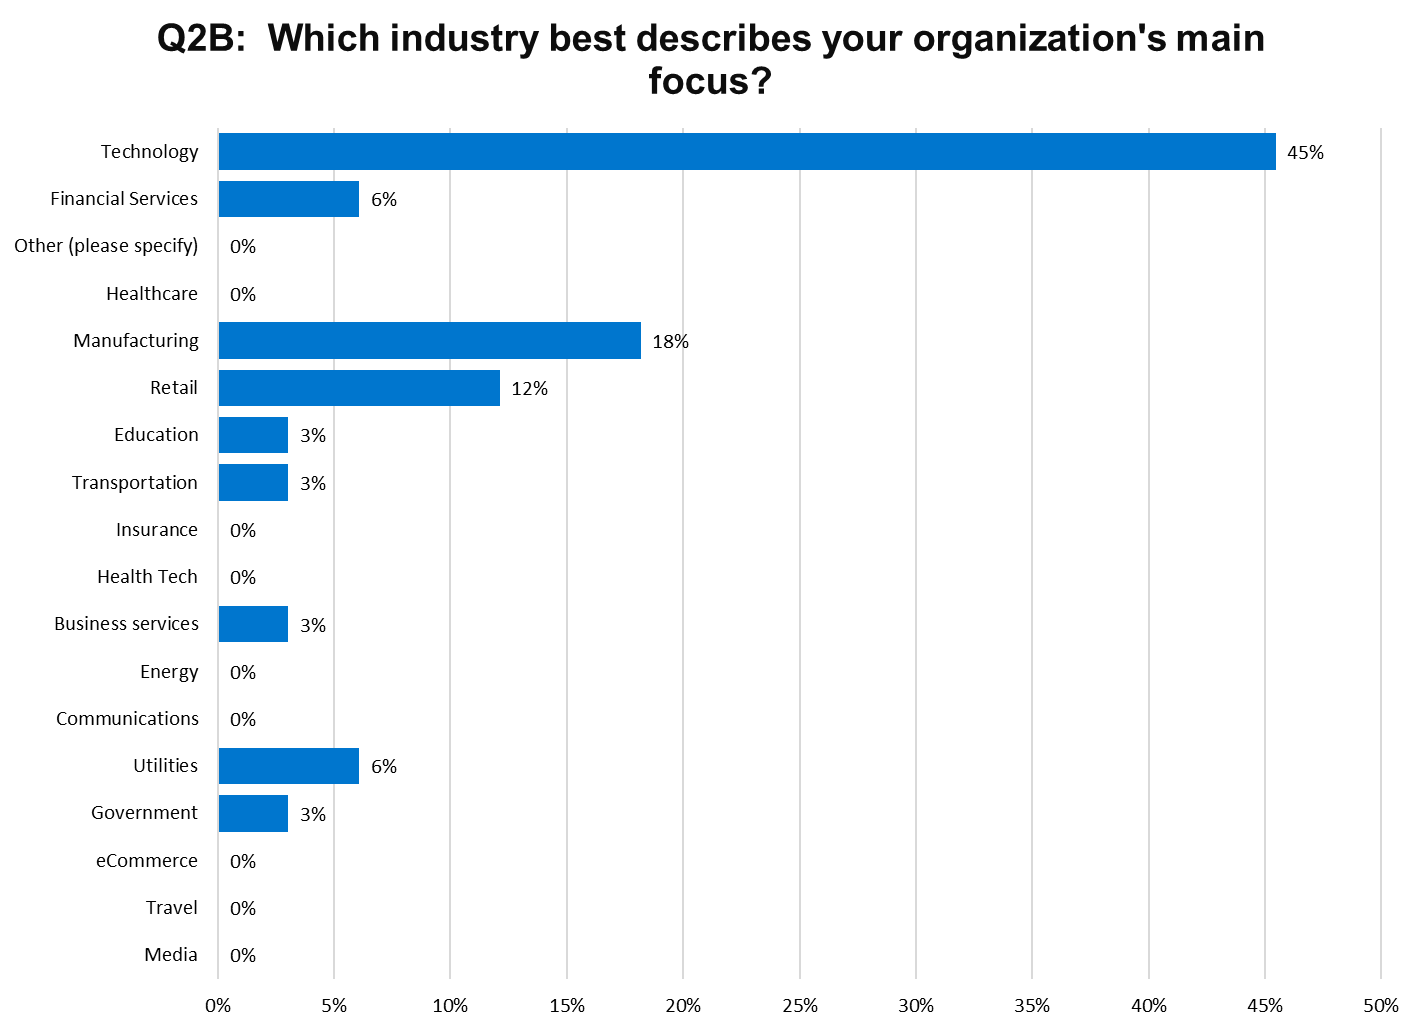 Q2B:  Which industry best describes your organization's main
focus?
Technology 45%
Financial Services 6%
Other (please specify) 0%
Healthcare 0%
Manufacturing 18%
Retail 12%
Education 3%
Transportation 3%
Insurance 0%
Health Tech 0%
Business services 3%
Energy 0%
Communications 0%
Utilities 6%
Government 3%
eCommerce 0%
Travel 0%
Media 0%
0% 5% 10% 15% 20% 25% 30% 35% 40% 45% 50%